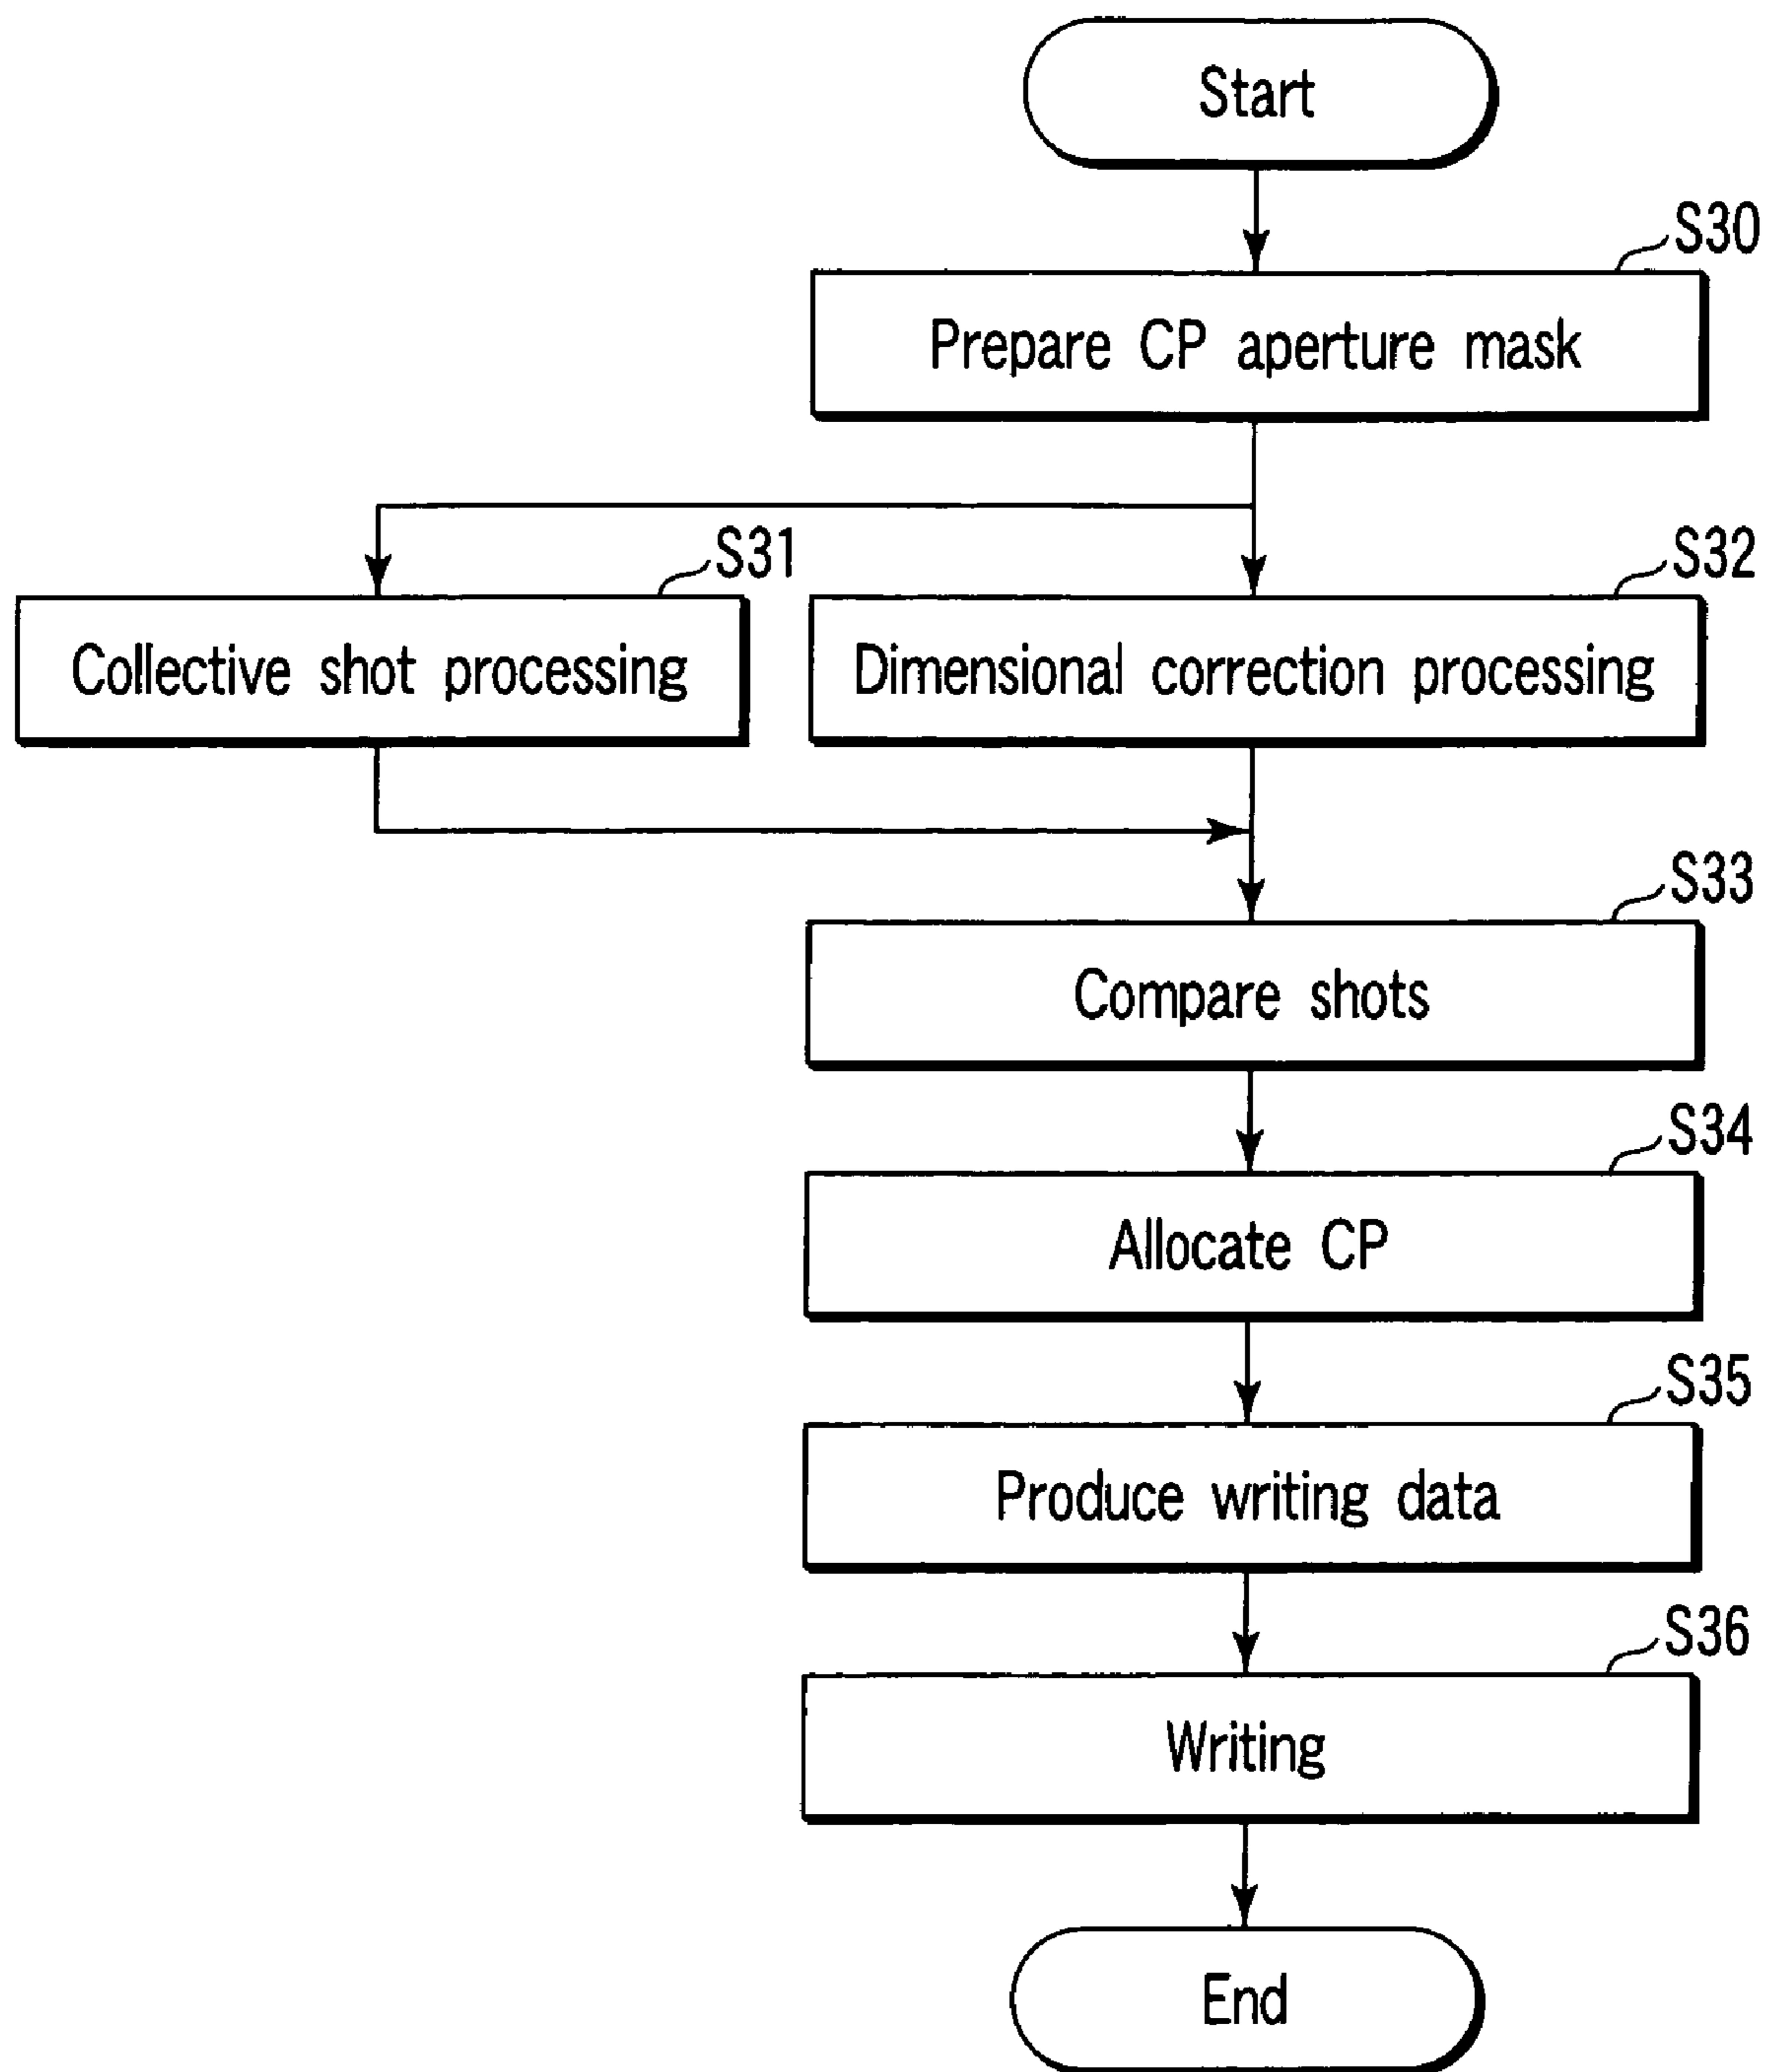 Start
S30
Prepare CP aperture mask
S31
S32
Collective shot processing
Dimensional correction processing
S33
Compare shots
S34
Allocate CP
S35
Produce writing data
S36
Writing
End